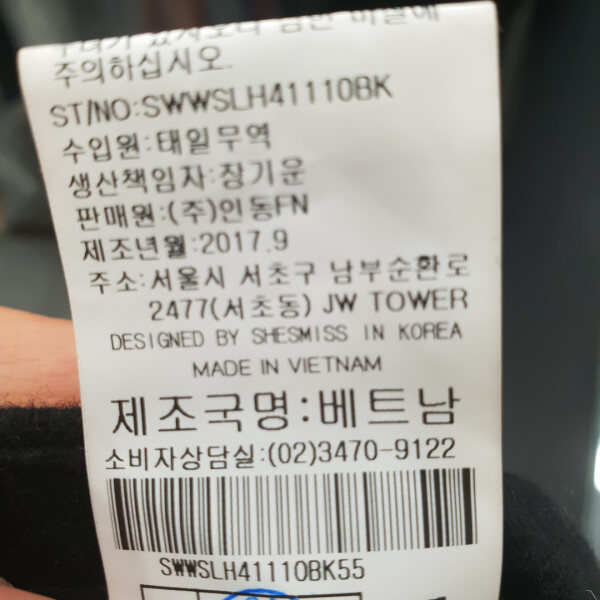 주의하십시오.
ST/NO:SWWSLH41110BK
수입원:태일무역
생산책임자:장기운
판매원:(주)인동FN
제조년월:2017.9
주소:서울시 서초구 남부순환로
2477(서초동) JW TOWER
DESIGNED BY SHESMISS IN KOREA
MADE IN VIETNAM
제조국명:베트남
소비자상담실:(02)3470-9122
SWWSLH41110BK55